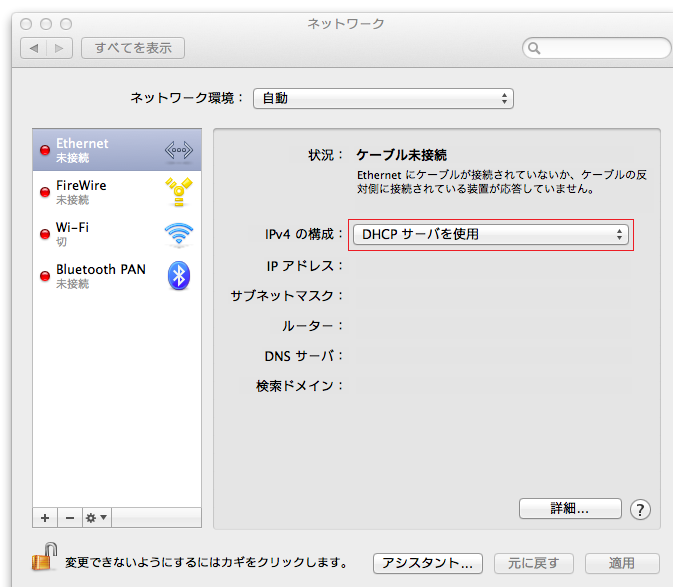 ネットワーク
すべてを表示
ネットワーク環境： 自動
Ethernet
未接続
FireWire
未接続
Wi-Fi
切
Bluetooth PAN
未接続
状況： ケーブル未接続
Ethernet にケーブルが接続されていないか、ケーブルの反
対側に接続されている装置が応答していません。
IPv4 の構成： DHCP サーバを使用
IP アドレス：
サブネットマスク：
ルーター：
DNS サーバ：
検索ドメイン：
詳細... ?
変更できないようにするにはカギをクリックします。
アシスタント... 元に戻す 適用